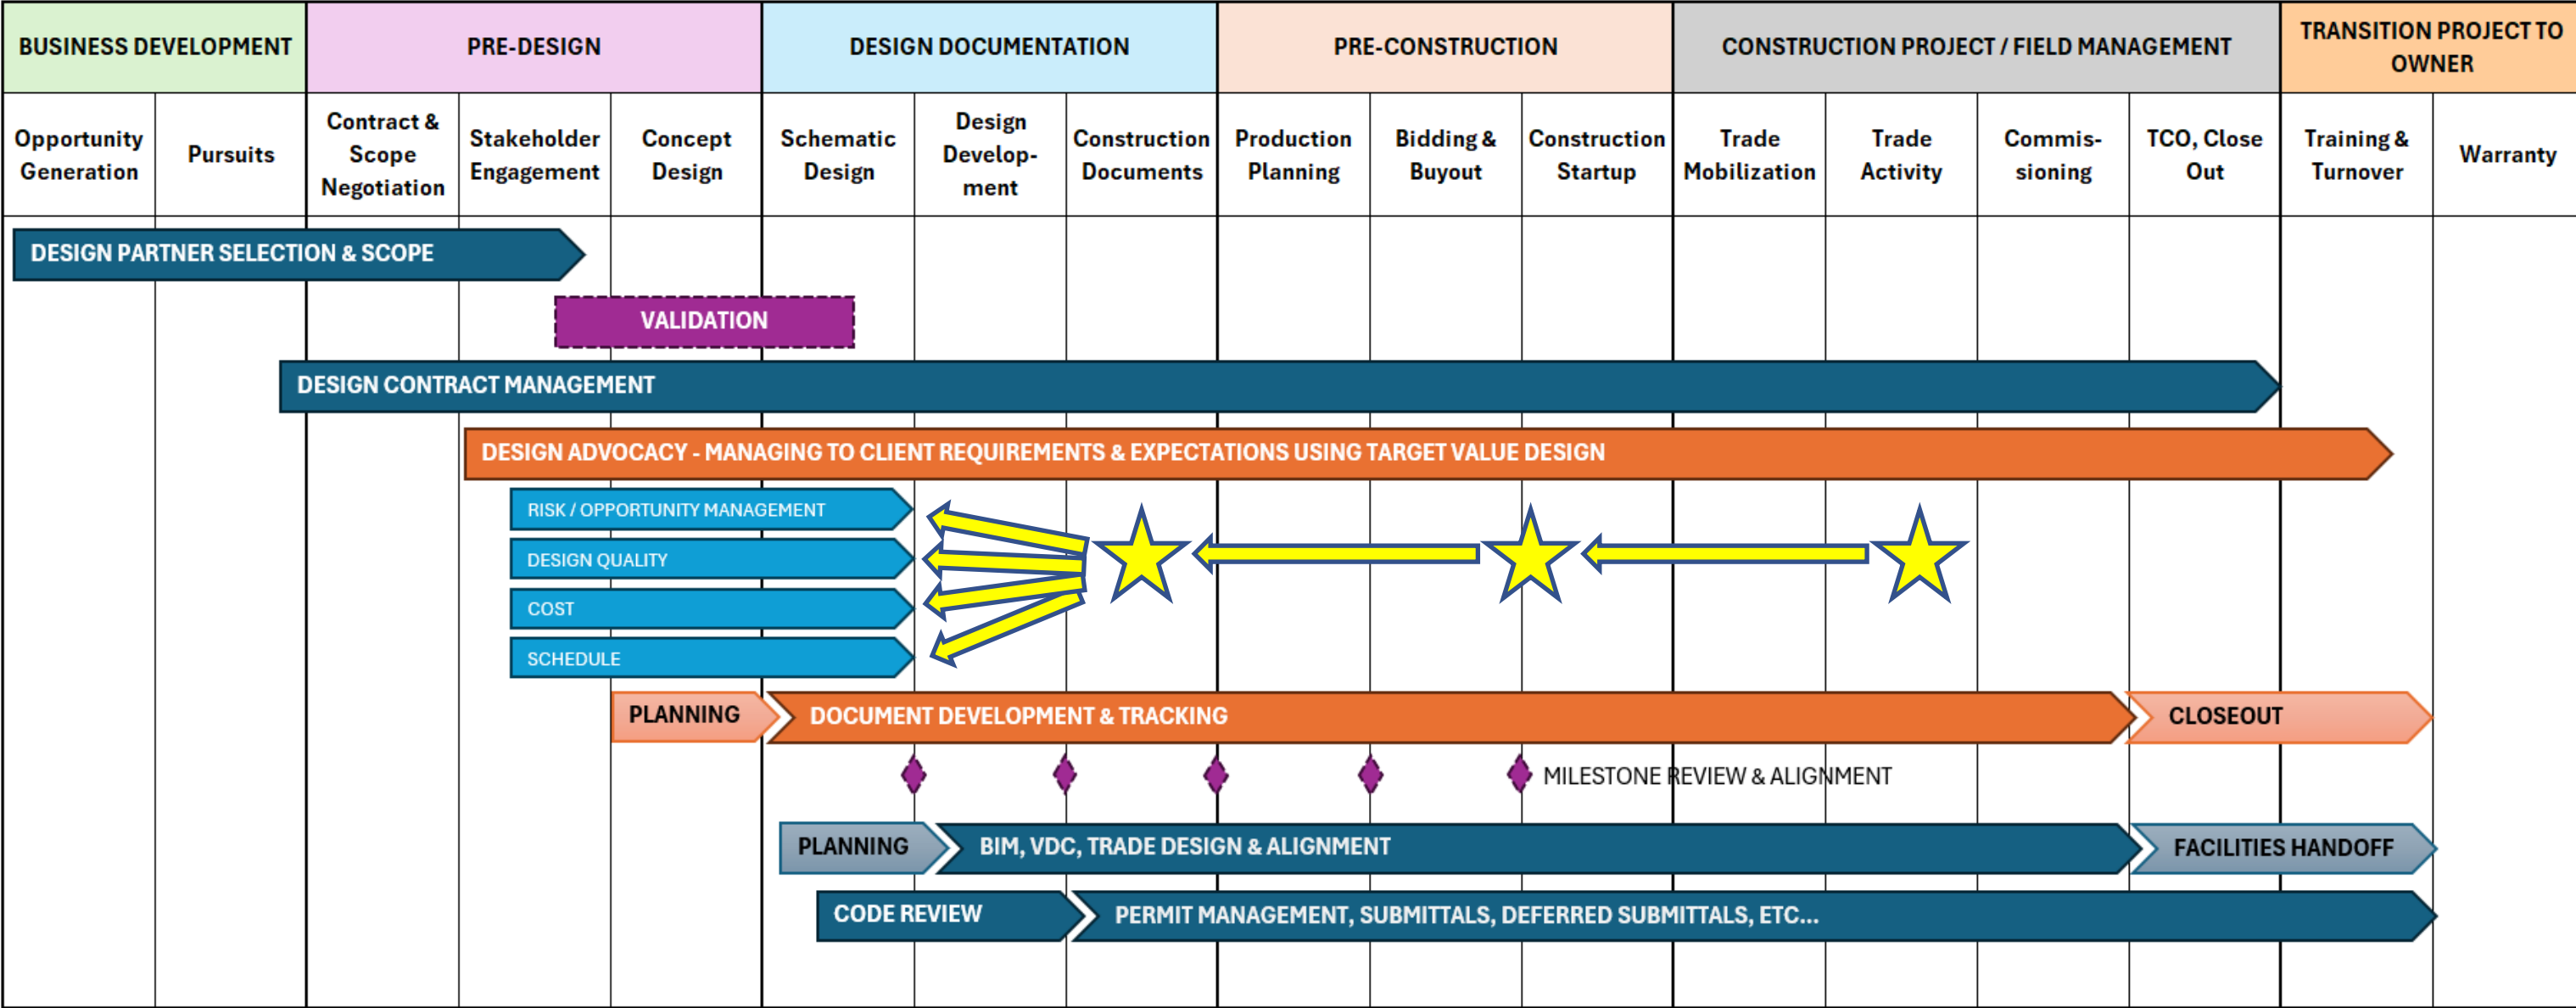 BUSINESS DEVELOPMENT
PRE-DESIGN
DESIGN DOCUMENTATION
PRE-CONSTRUCTION
CONSTRUCTION PROJECT / FIELD MANAGEMENT
TRANSITION PROJECT TO
OWNER
Opportunity
Generation
Pursuits
Contract &
Scope
Negotiation
Stakeholder
Engagement
Concept
Design
Schematic
Design
Design
Develop-
ment
Construction
Documents
Production
Planning
Bidding &
Buyout
Construction
Startup
Trade
Mobilization
Trade
Activity
Commis-
sioning
TCO, Close
Out
Training &
Turnover
Warranty
DESIGN PARTNER SELECTION & SCOPE
VALIDATION
DESIGN CONTRACT MANAGEMENT
DESIGN ADVOCACY - MANAGING TO CLIENT REQUIREMENTS & EXPECTATIONS USING TARGET VALUE DESIGN
RISK / OPPORTUNITY MANAGEMENT
DESIGN QUALITY
COST
SCHEDULE
PLANNING
DOCUMENT DEVELOPMENT & TRACKING
CLOSEOUT
MILESTONE REVIEW & ALIGNMENT
PLANNING
BIM, VDC, TRADE DESIGN & ALIGNMENT
FACILITIES HANDOFF
CODE REVIEW
PERMIT MANAGEMENT, SUBMITTALS, DEFERRED SUBMITTALS, ETC...